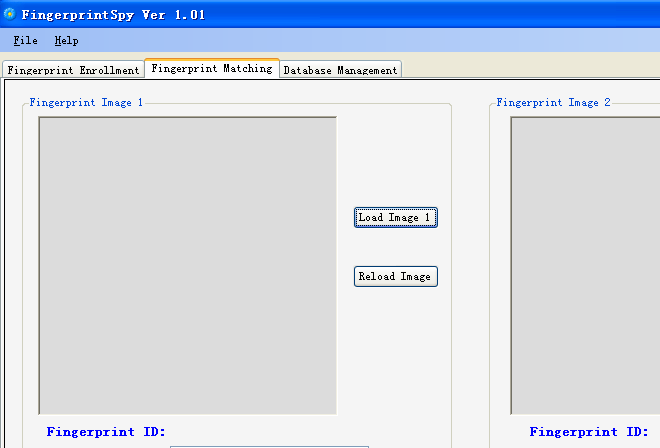 FingerprintSpy Ver 1.01
File Help
Fingerprint Enrollment Fingerprint Matching Database Management
Fingerprint Image 1 Fingerprint Image 2
Load Image 1
Reload Image
Fingerprint ID: Fingerprint ID: